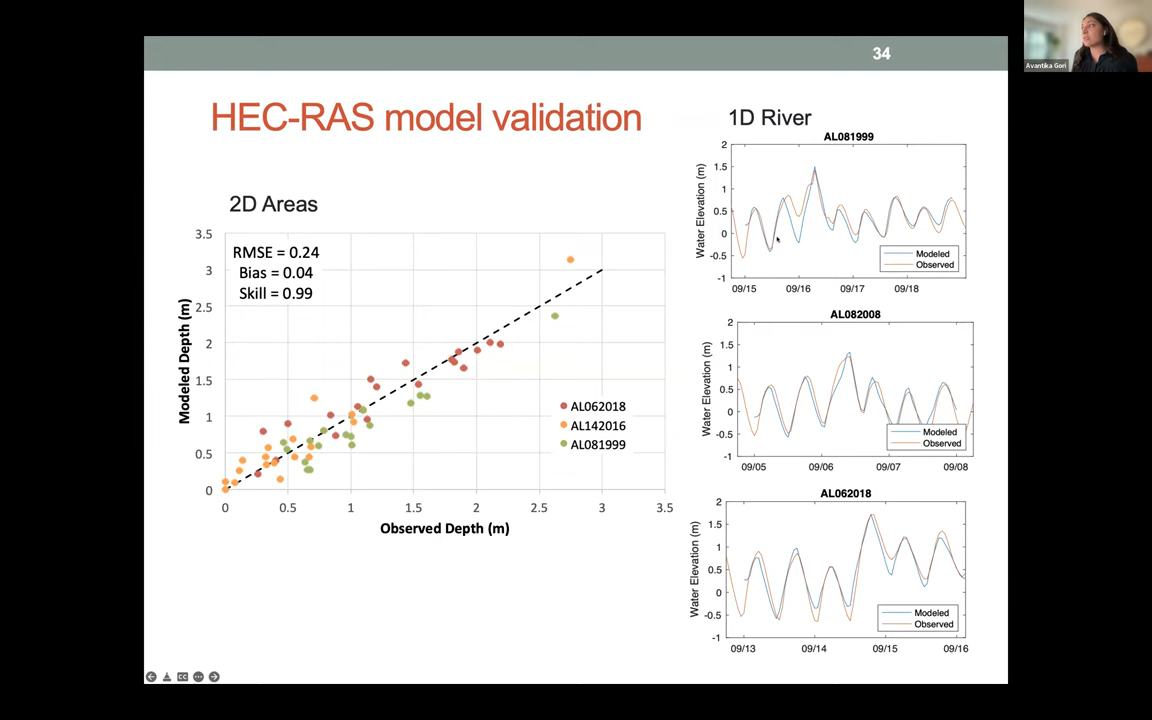 34
Avantika Gori
HEC-RAS model validation
2D Areas
RMSE = 0.24
Bias = 0.04
Skill = 0.99
3.5
3
2.5
2
1.5
1
0.5
0
Modeled Depth (m)
0 0.5 1 1.5 2 2.5 3 3.5
Observed Depth (m)
AL062018
AL142016
AL081999
1D River
AL081999
2
1.5
1
0.5
0
-0.5
-1
Water Elevation (m)
Modeled
Observed
09/15 09/16 09/17 09/18
AL082008
2
1.5
1
0.5
0
-0.5
-1
Water Elevation (m)
Modeled
Observed
09/05 09/06 09/07 09/08
AL062018
2
1.5
1
0.5
0
-0.5
-1
Water Elevation (m)
Modeled
Observed
09/13 09/14 09/15 09/16
CC